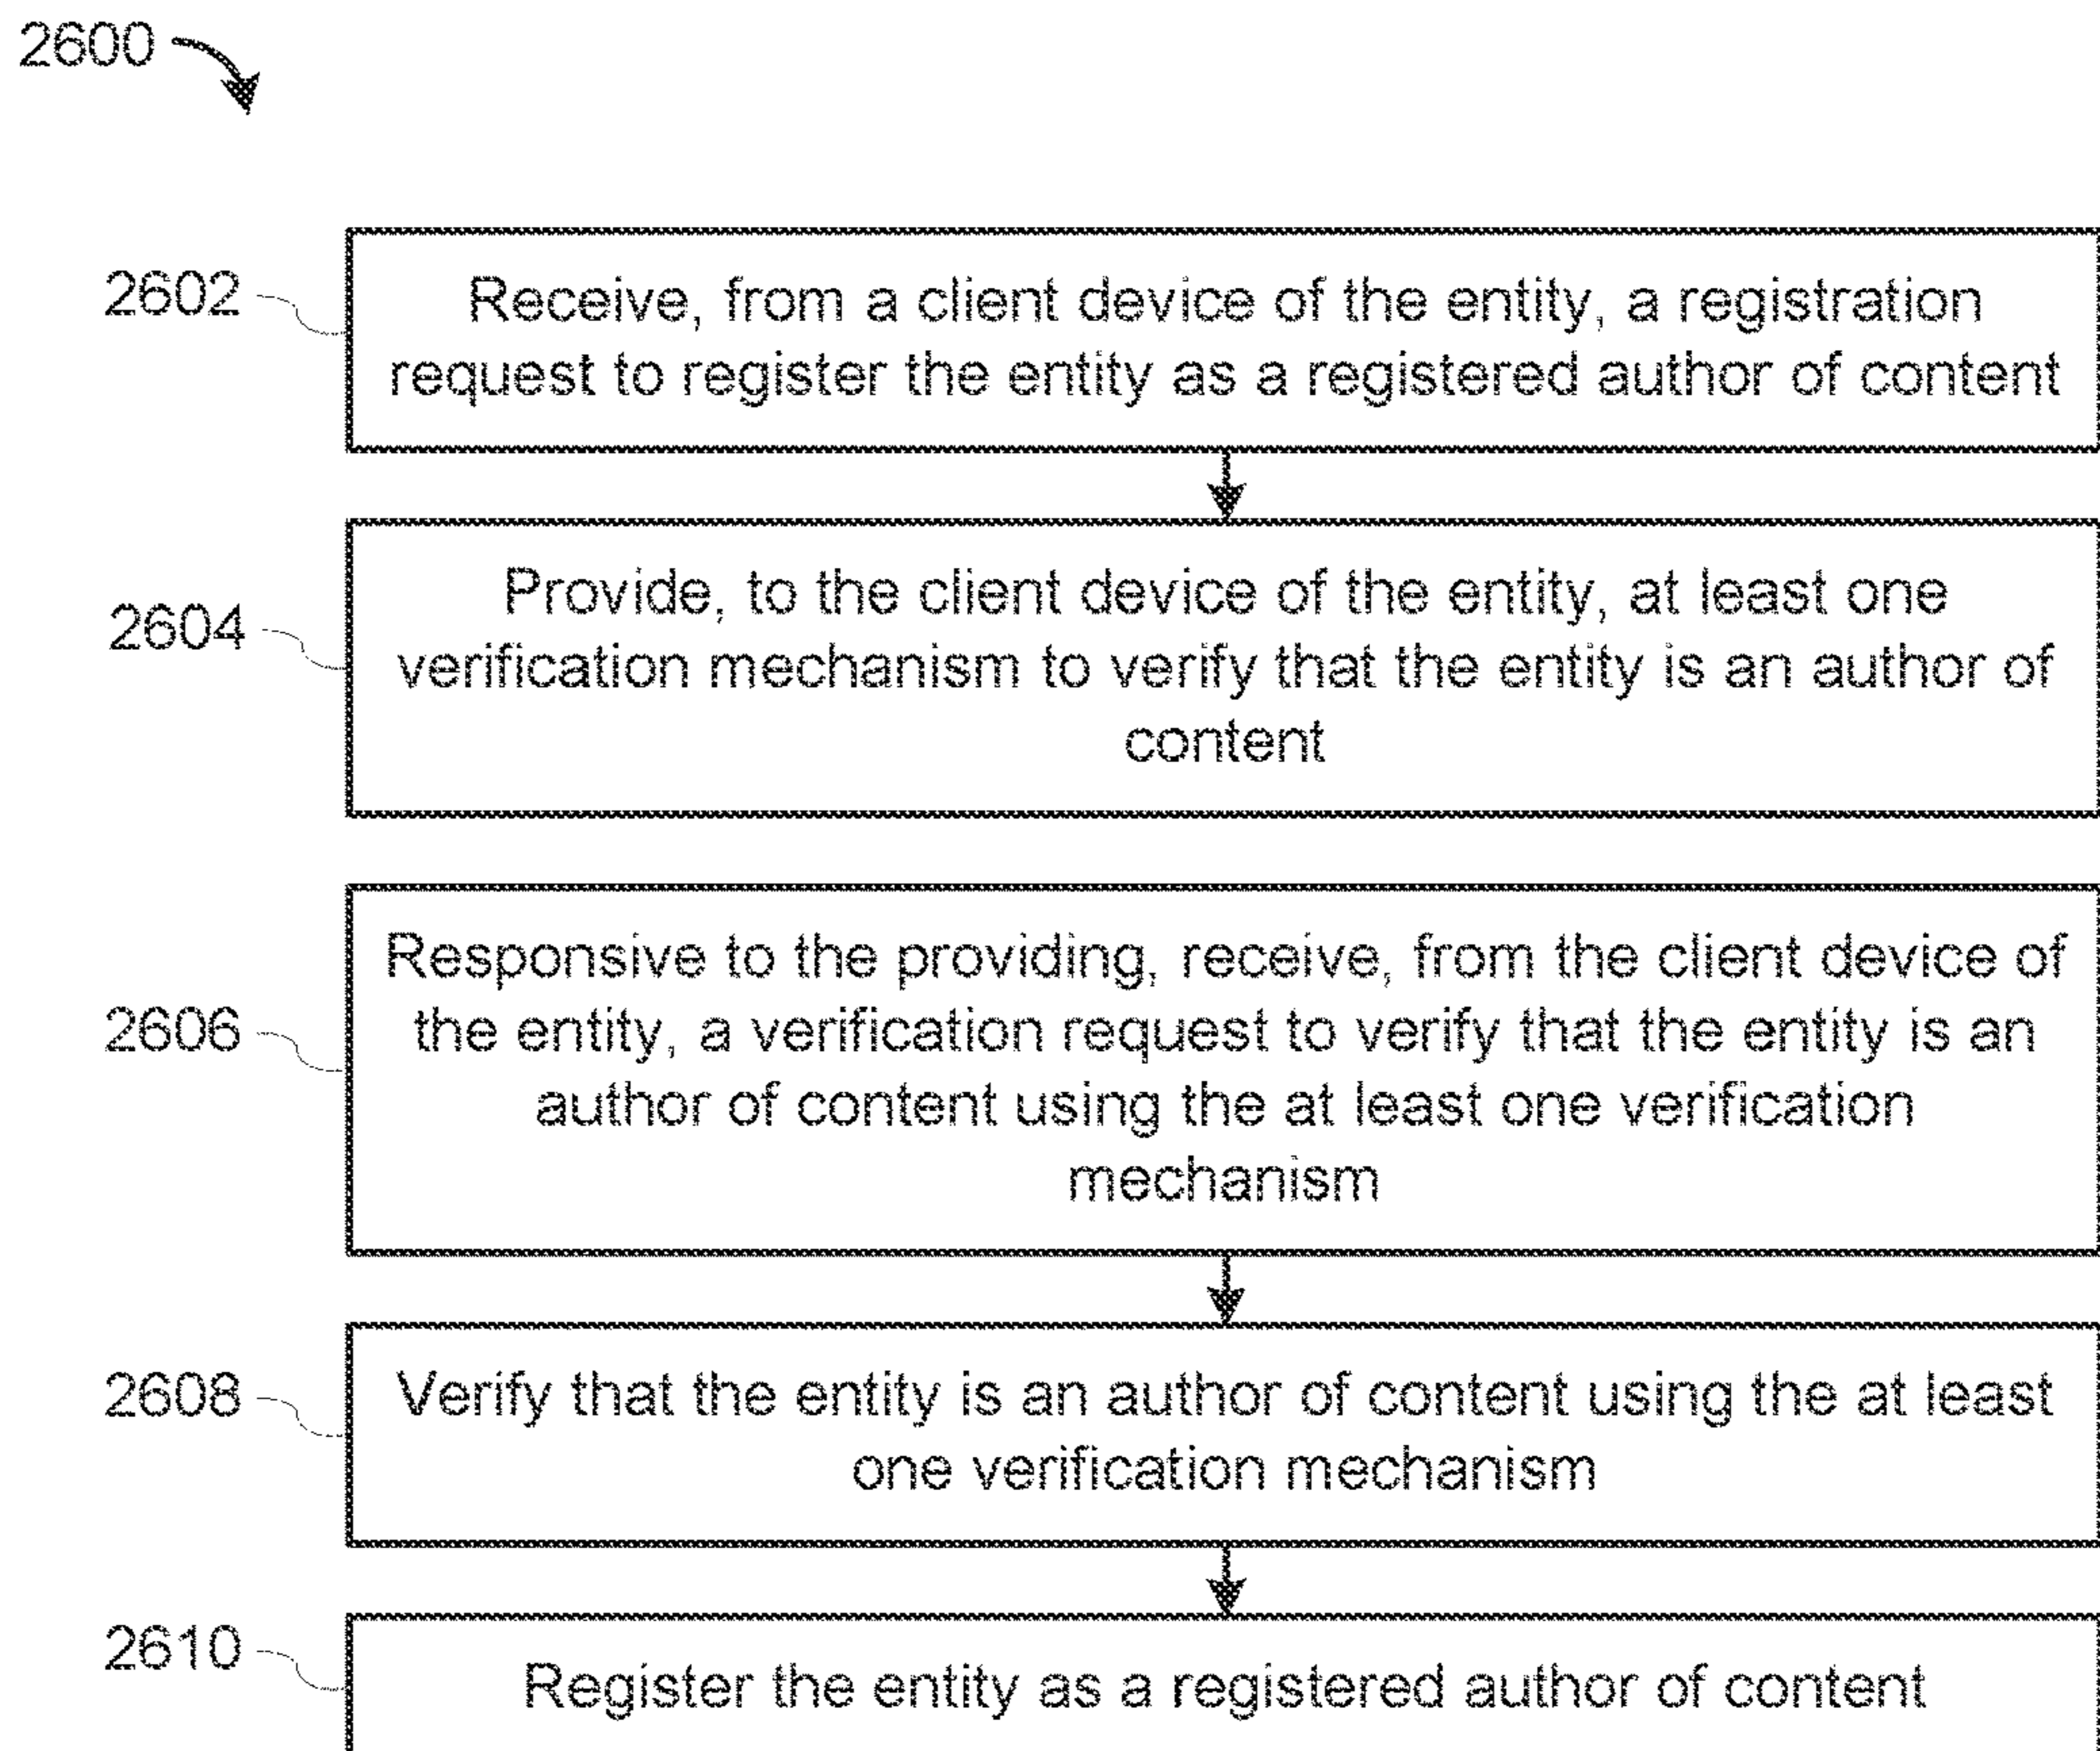 2600
2602
Receive, from a client device of the entity, a registration
request to register the entity as a registered author of content
2604
Provide, to the client device of the entity, at least one
verification mechanism to verify that the entity is an author of
content
2606
Responsive to the providing, receive, from the client device of
the entity, a verification request to verify that the entity is an
author of content using the at least one verification
mechanism
2608
Verify that the entity is an author of content using the at least
one verification mechanism
2610
Register the entity as a registered author of content